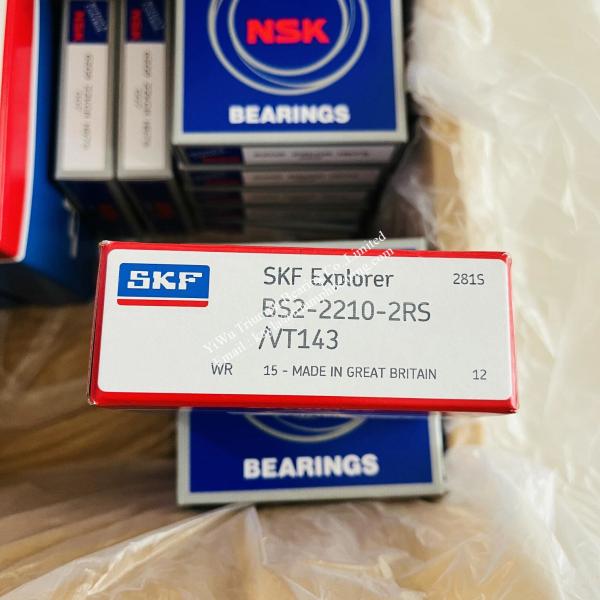 NSK
BEARINGS
SKF
SKF Explorer
281S
BS2-2210-2RS
/VT143
WR
15 - MADE IN GREAT BRITAIN
12
BEARINGS